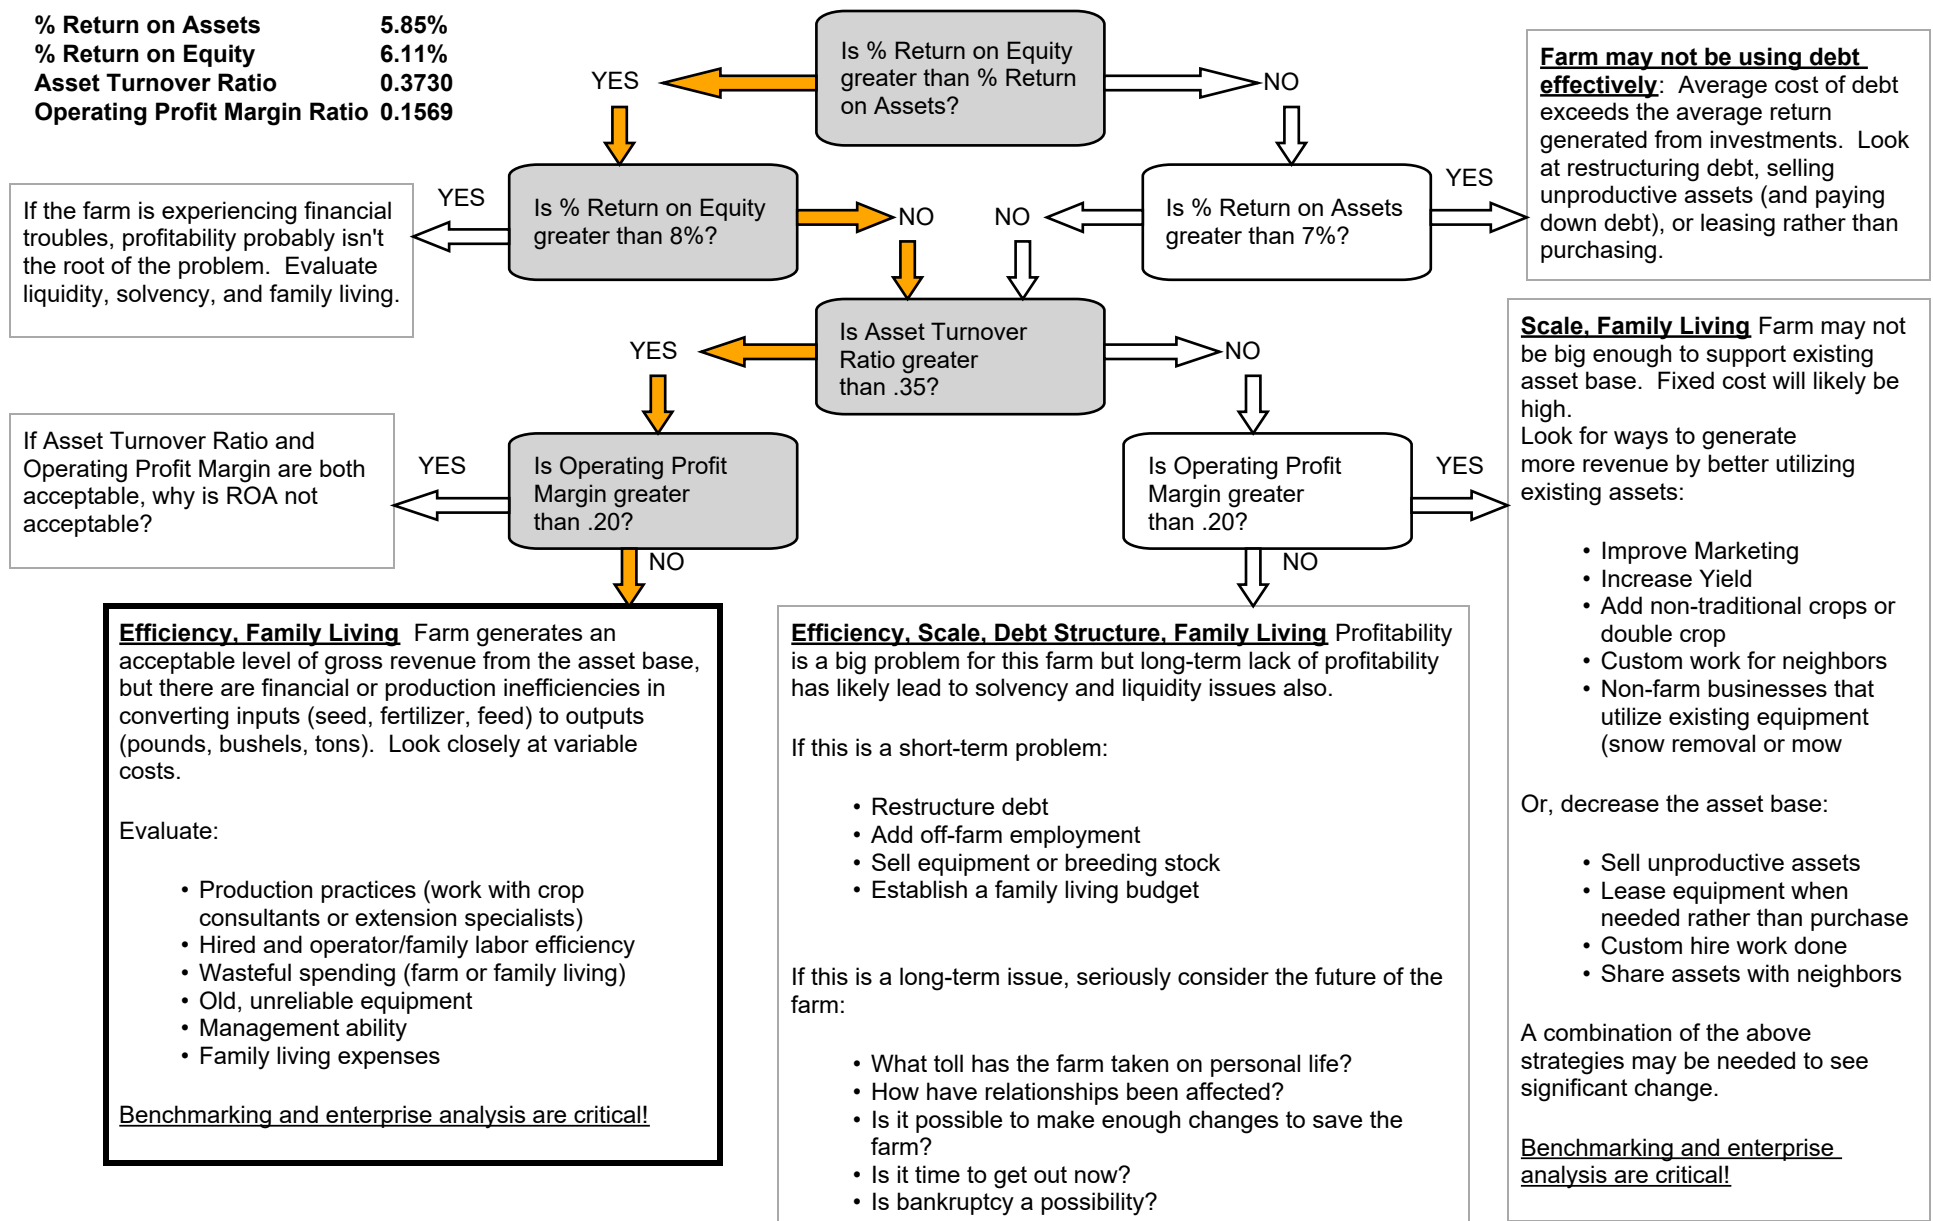 % Return on Assets 5.85%
% Return on Equity 6.11%
Asset Turnover Ratio 0.3730
Operating Profit Margin Ratio 0.1569
Is % Return on Equity
greater than % Return
on Assets?
YES
NO
Farm may not be using debt
effectively: Average cost of debt
exceeds the average return
generated from investments. Look
at restructuring debt, selling
unproductive assets (and paying
down debt), or leasing rather than
purchasing.
If the farm is experiencing financial
troubles, profitability probably isn't
the root of the problem. Evaluate
liquidity, solvency, and family living.
YES
Is % Return on Equity
greater than 8%?
NO
NO
Is % Return on Assets
greater than 7%?
YES
YES
Is Asset Turnover
Ratio greater
than .35?
NO
If Asset Turnover Ratio and
Operating Profit Margin are both
acceptable, why is ROA not
acceptable?
YES
Is Operating Profit
Margin greater
than .20?
NO
Is Operating Profit
Margin greater
than .20?
YES
NO
Scale, Family Living Farm may not
be big enough to support existing
asset base. Fixed cost will likely be
high.
Look for ways to generate
more revenue by better utilizing
existing assets:
• Improve Marketing
• Increase Yield
• Add non-traditional crops or
double crop
• Custom work for neighbors
• Non-farm businesses that
utilize existing equipment
(snow removal or mow
Or, decrease the asset base:
• Sell unproductive assets
• Lease equipment when
needed rather than purchase
• Custom hire work done
• Share assets with neighbors
A combination of the above
strategies may be needed to see
significant change.
Benchmarking and enterprise
analysis are critical!
Efficiency, Family Living Farm generates an
acceptable level of gross revenue from the asset base,
but there are financial or production inefficiencies in
converting inputs (seed, fertilizer, feed) to outputs
(pounds, bushels, tons). Look closely at variable
costs.
Evaluate:
• Production practices (work with crop
consultants or extension specialists)
• Hired and operator/family labor efficiency
• Wasteful spending (farm or family living)
• Old, unreliable equipment
• Management ability
• Family living expenses
Benchmarking and enterprise analysis are critical!
Efficiency, Scale, Debt Structure, Family Living Profitability
is a big problem for this farm but long-term lack of profitability
has likely lead to solvency and liquidity issues also.
If this is a short-term problem:
• Restructure debt
• Add off-farm employment
• Sell equipment or breeding stock
• Establish a family living budget
If this is a long-term issue, seriously consider the future of the
farm:
• What toll has the farm taken on personal life?
• How have relationships been affected?
• Is it possible to make enough changes to save the
farm?
• Is it time to get out now?
• Is bankruptcy a possibility?